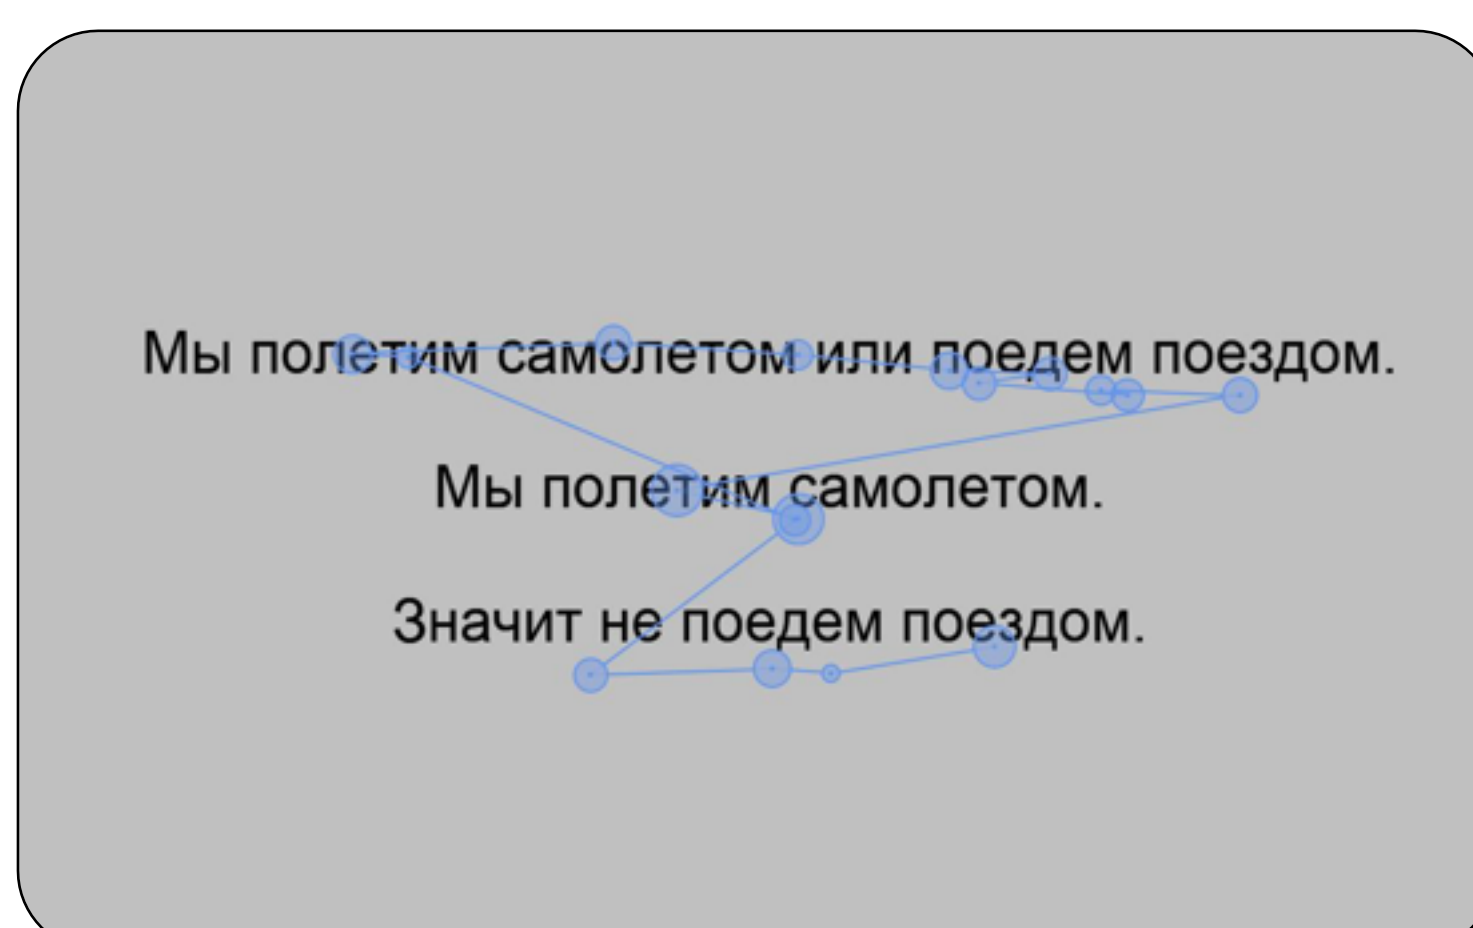 Мы полетим самолетом или поедем поездом.
Мы полетим самолетом.
Значит не поедем поездом.